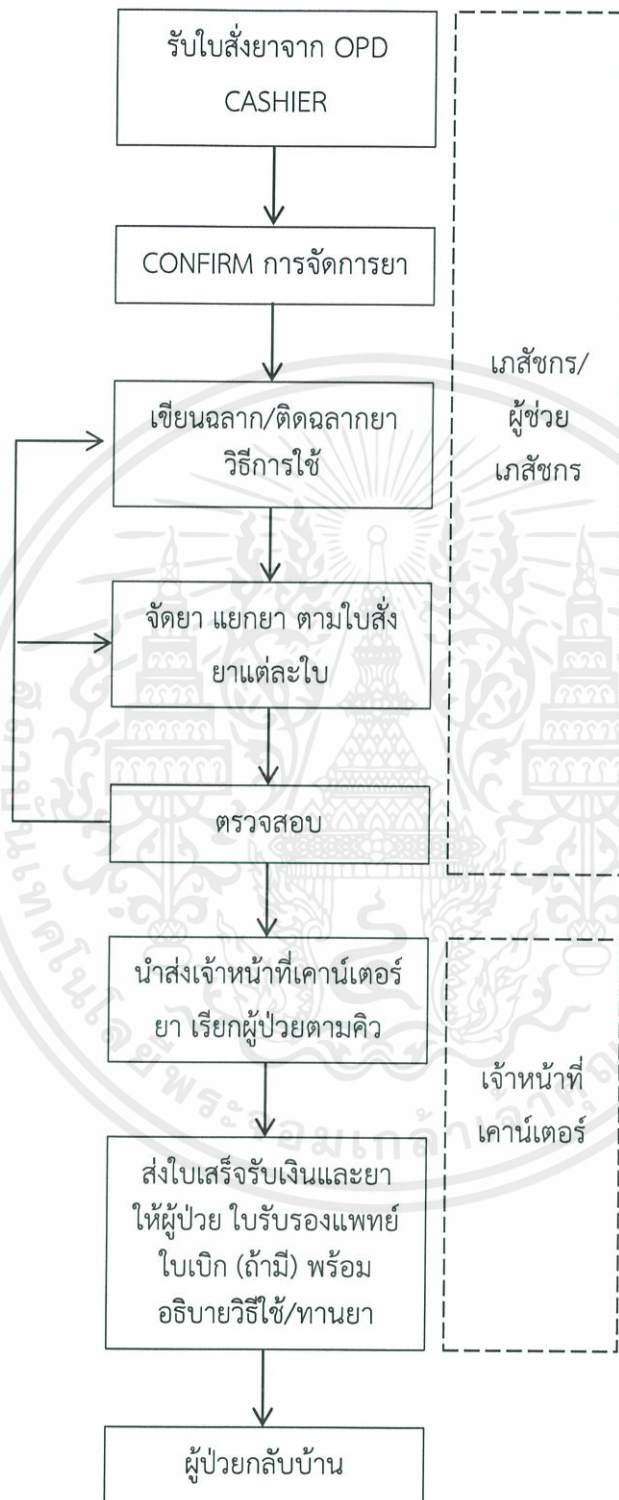 รับใบสั่งยาจาก OPD
CASHIER
CONFIRM การจัดการยา
เขียนฉลาก/ติดฉลากยา
วิธีการใช้
จัดยา แยกยา ตามใบสั่ง
ยาแต่ละใบ
ตรวจสอบ
เภสัชกร/
ผู้ช่วย
เภสัชกร
นำส่งเจ้าหน้าที่เคาน์เตอร์
ยา เรียกผู้ป่วยตามคิว
ส่งใบเสร็จรับเงินและยา
ให้ผู้ป่วย ใบรับรองแพทย์
ใบเบิก (ถ้ามี) พร้อม
อธิบายวิธีใช้/ทานยา
เจ้าหน้าที่
เคาน์เตอร์
ผู้ป่วยกลับบ้าน